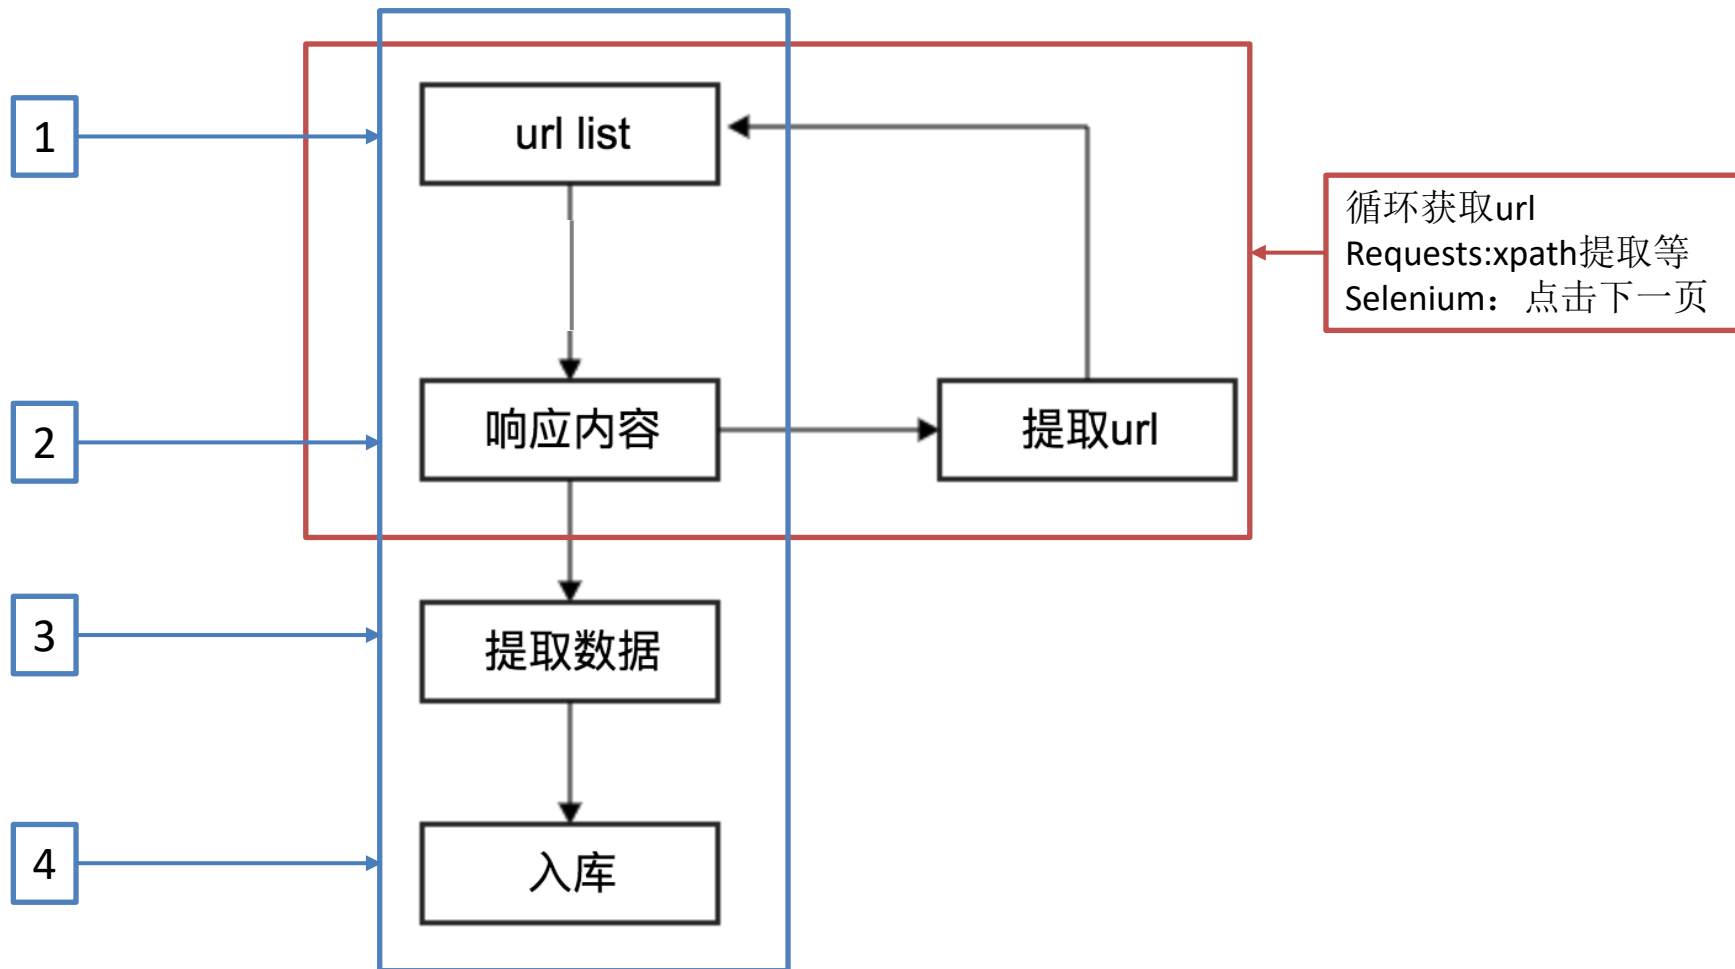 1
url list
循环获取url
Requests:xpath提取等
Selenium：点击下一页
2
响应内容
提取url
3
提取数据
4
入库